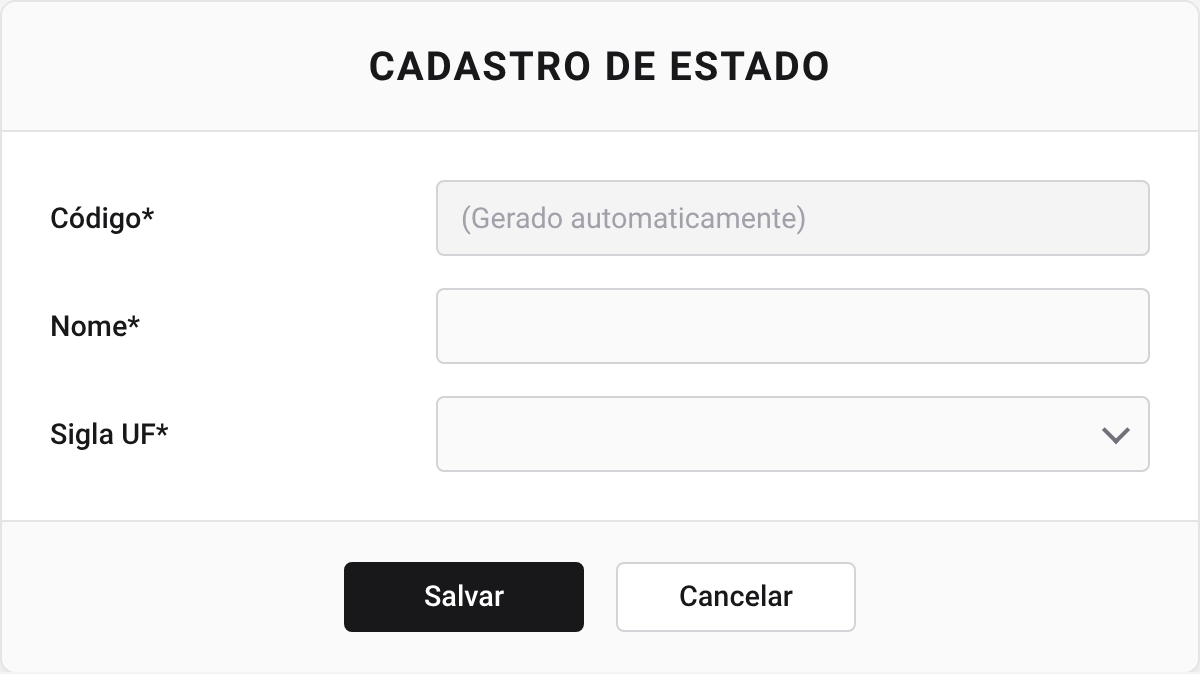 CADASTRO DE ESTADO
Código*
(Gerado automaticamente)
Nome*
Sigla UF*
Salvar
Cancelar